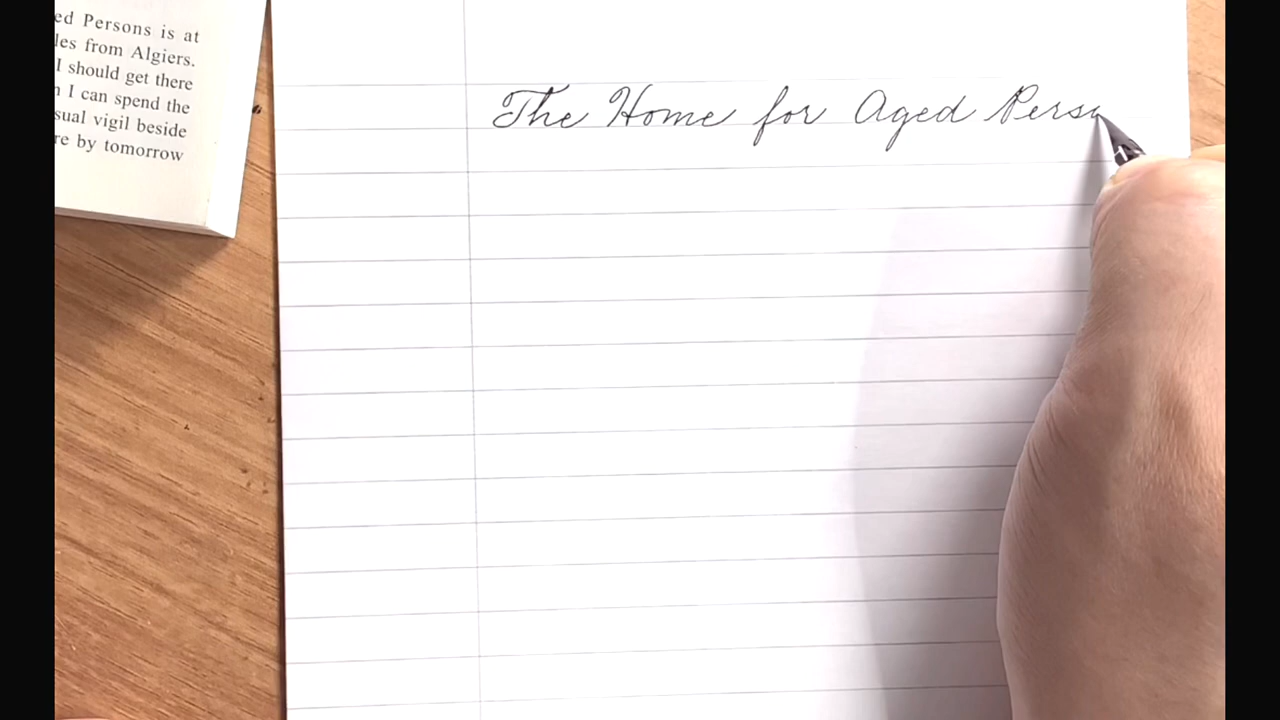 ed Persons is at
les from Algiers.
I should get there
I can spend the
sual vigil beside
re by tomorrow
The Home for Aged Perso